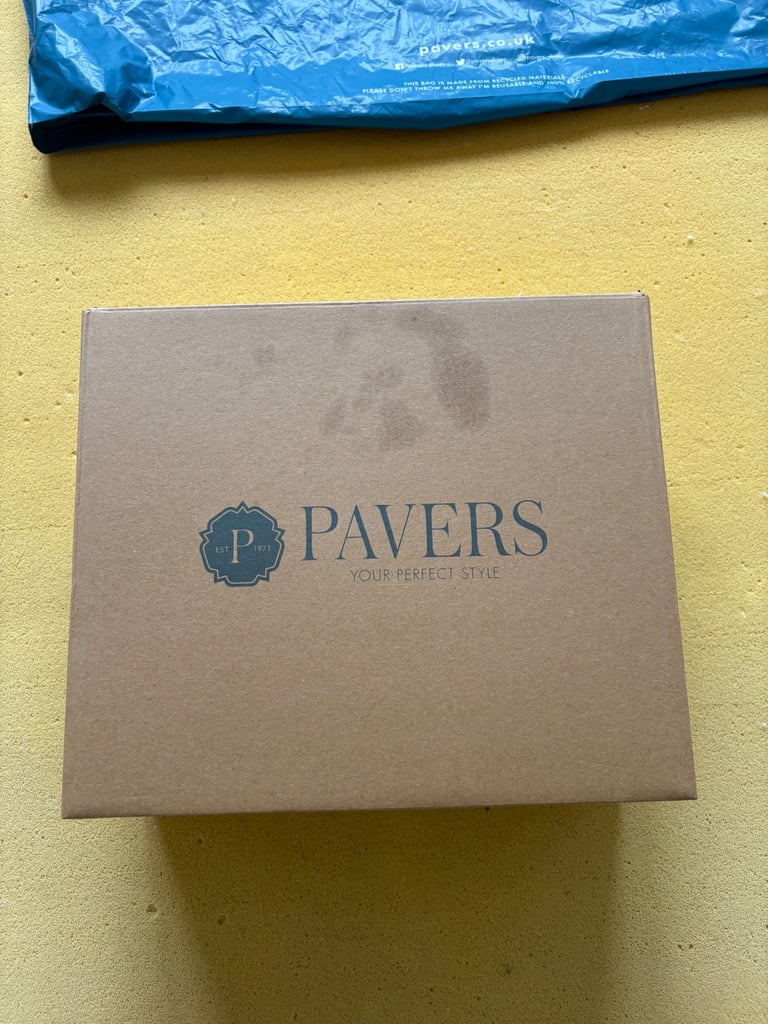 pavers.co.uk
THIS BAG IS MADE FROM RECYCLED MATERIALS
PLEASE DON'T THROW ME AWAY I'M REUSABLE AND 100% RECYCLABLE
EST P 1971
PAVERS
YOUR PERFECT STYLE